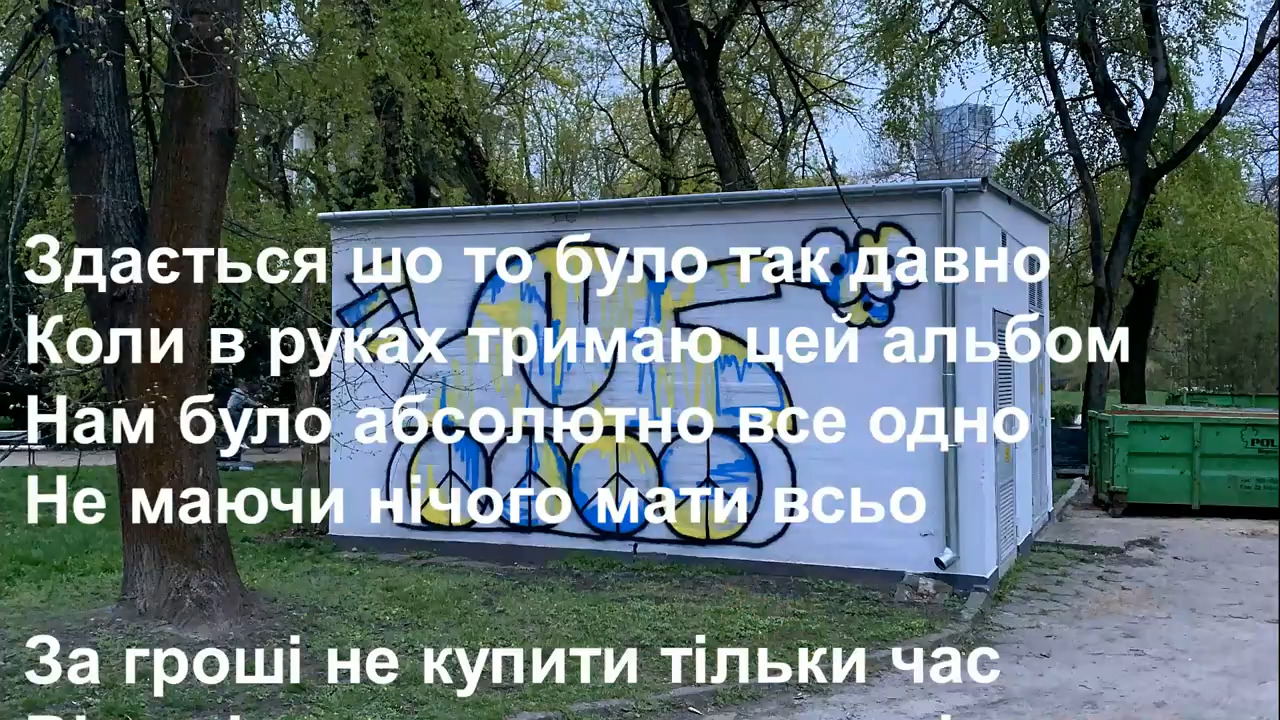 Здається шо то було так давно
Коли в руках тримаю цей альбом
Нам було абсолютно все одно
Не маючи нічого мати всьо
За гроші не купити тільки час